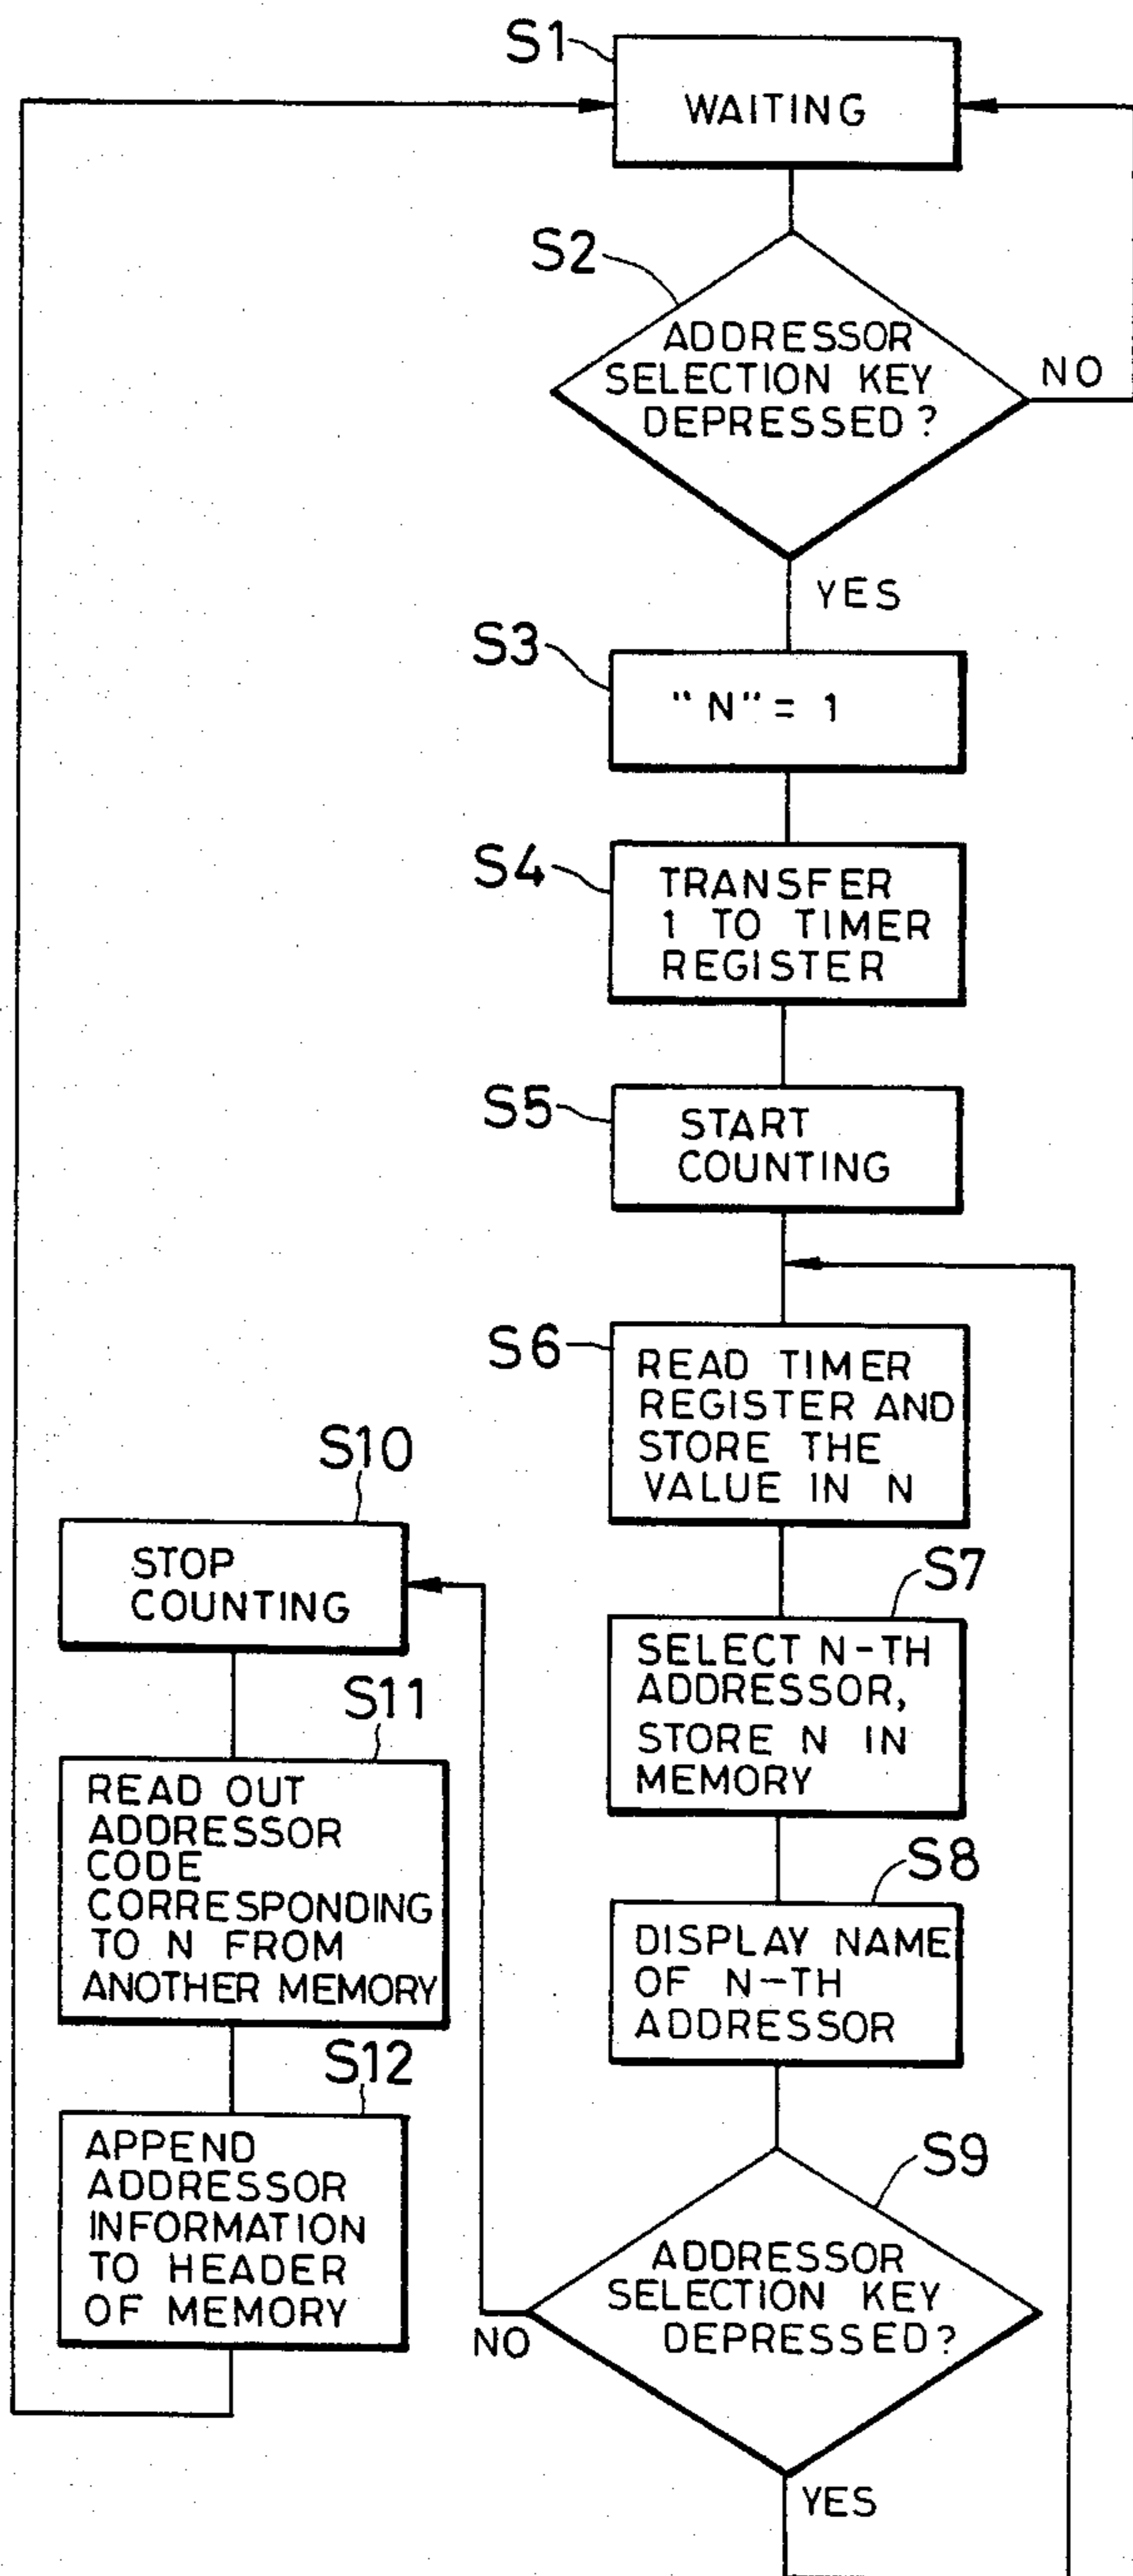 S1
WAITING
S2
ADDRESSOR
SELECTION KEY
DEPRESSED?
NO
YES
S3
"N" = 1
S4
TRANSFER
1 TO TIMER
REGISTER
S5
START
COUNTING
S6
READ TIMER
REGISTER AND
STORE THE
VALUE IN N
S7
SELECT N-TH
ADDRESSOR,
STORE N IN
MEMORY
S8
DISPLAY NAME
OF N-TH
ADDRESSOR
S9
ADDRESSOR
SELECTION KEY
DEPRESSED?
NO
YES
S10
STOP
COUNTING
S11
READ OUT
ADDRESSOR
CODE
CORRESPONDING
TO N FROM
ANOTHER MEMORY
S12
APPEND
ADDRESSOR
INFORMATION
TO HEADER
OF MEMORY